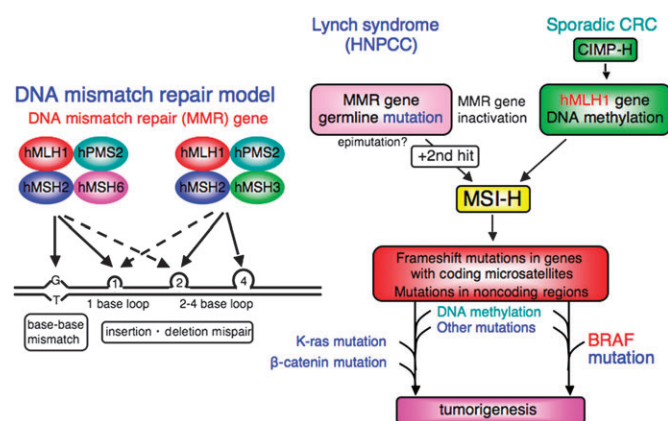 DNA mismatch repair model
DNA mismatch repair (MMR) gene
hMLH1 hPMS2
hMSH2 hMSH6
hMLH1 hPMS2
hMSH2 hMSH3
G
T
1
2
4
1 base loop
2-4 base loop
base-base
mismatch
insertion・deletion mispair
Lynch syndrome
(HNPCC)
Sporadic CRC
CIMP-H
MMR gene
germline mutation
MMR gene
inactivation
hMLH1 gene
DNA methylation
epimutation?
+2nd hit
MSI-H
Frameshift mutations in genes
with coding microsatellites
Mutations in noncoding regions
DNA methylation
Other mutations
K-ras mutation
β-catenin mutation
BRAF
mutation
tumorigenesis